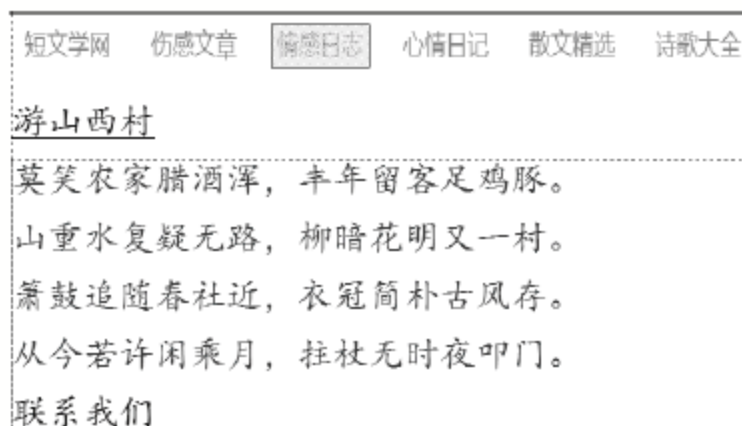 短文学网 伤感文章 情感日志 心情日记 散文精选 诗歌大全
游山西村
莫笑农家腊酒浑，丰年留客足鸡豚。
山重水复疑无路，柳暗花明又一村。
箫鼓追随春社近，衣冠简朴古风存。
从今若许闲乘月，拄杖无时夜叩门。
联系我们